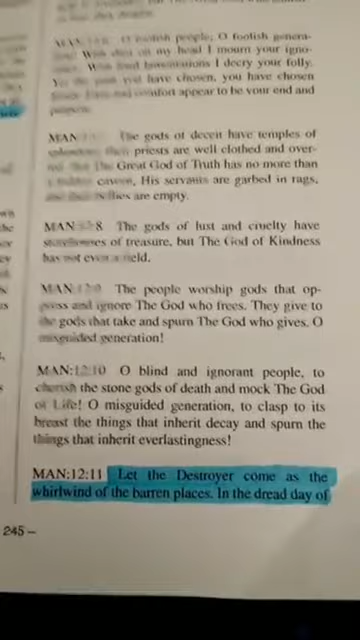 MAN foolish people; O foolish genera-
on my head I mourn your igno-
I decry your folly.
have chosen, you have chosen
comfort appear to be your end and
MAN The gods of deceit have temples of
priests are well clothed and over-
The Great God of Truth has no more than
cavern, His servants are garbed in rags,
are empty.
MAN 8 The gods of lust and cruelty have
storehouses of treasure, but The God of Kindness
has not even a field.
MAN The people worship gods that op-
press and ignore The God who frees. They give to
the gods that take and spurn The God who gives. O
misguided generation!
MAN:12:10 O blind and ignorant people, to
cherish the stone gods of death and mock The God
of Life! O misguided generation, to clasp to its
breast the things that inherit decay and spurn the
things that inherit everlastingness!
MAN:12:11 Let the Destroyer come as the
whirlwind of the barren places. In the dread day of
245 –